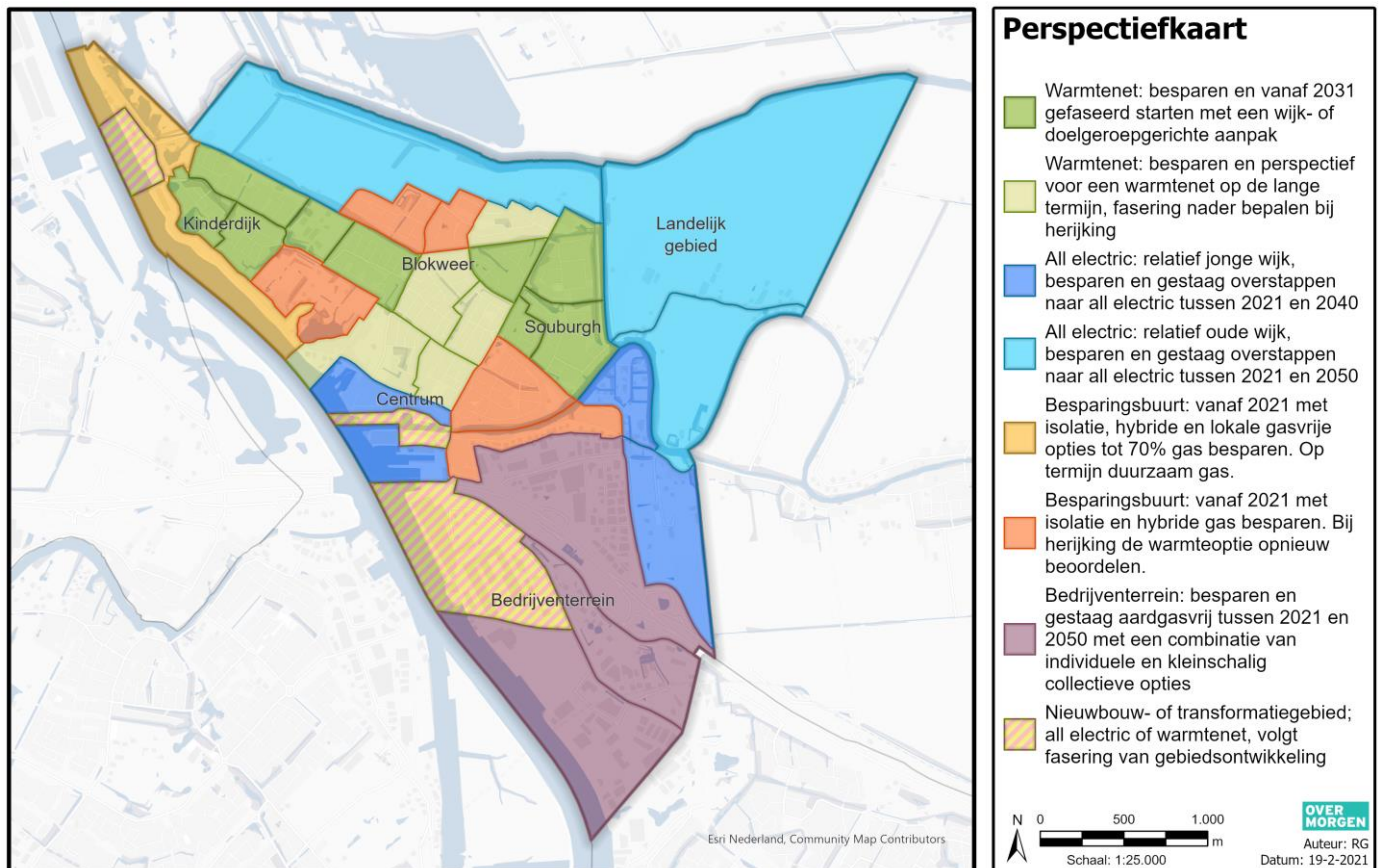 Kinderdijk
Blokweer
Landelijk
gebied
Souburgh
Centrum
Bedrijventerrein
Esri Nederland, Community Map Contributors
Perspectiefkaart
Warmtenet: besparen en vanaf 2031
gefaseerd starten met een wijk- of
doelgeroepgerichte aanpak
Warmtenet: besparen en perspectief
voor een warmtenet op de lange
termijn, fasering nader bepalen bij
herijking
All electric: relatief jonge wijk,
besparen en gestaag overstappen
naar all electric tussen 2021 en 2040
All electric: relatief oude wijk,
besparen en gestaag overstappen
naar all electric tussen 2021 en 2050
Besparingsbuurt: vanaf 2021 met
isolatie, hybride en lokale gasvrije
opties tot 70% gas besparen. Op
termijn duurzaam gas.
Besparingsbuurt: vanaf 2021 met
isolatie en hybride gas besparen. Bij
herijking de warmteoptie opnieuw
beoordelen.
Bedrijventerrein: besparen en
gestaag aardgasvrij tussen 2021 en
2050 met een combinatie van
individuele en kleinschalig
collectieve opties
Nieuwbouw- of transformatiegebied;
all electric of warmtenet, volgt
fasering van gebiedsontwikkeling
N 0 500 1.000
m
Schaal: 1:25.000
OVER
MORGEN
Auteur: RG
Datum: 19-2-2021